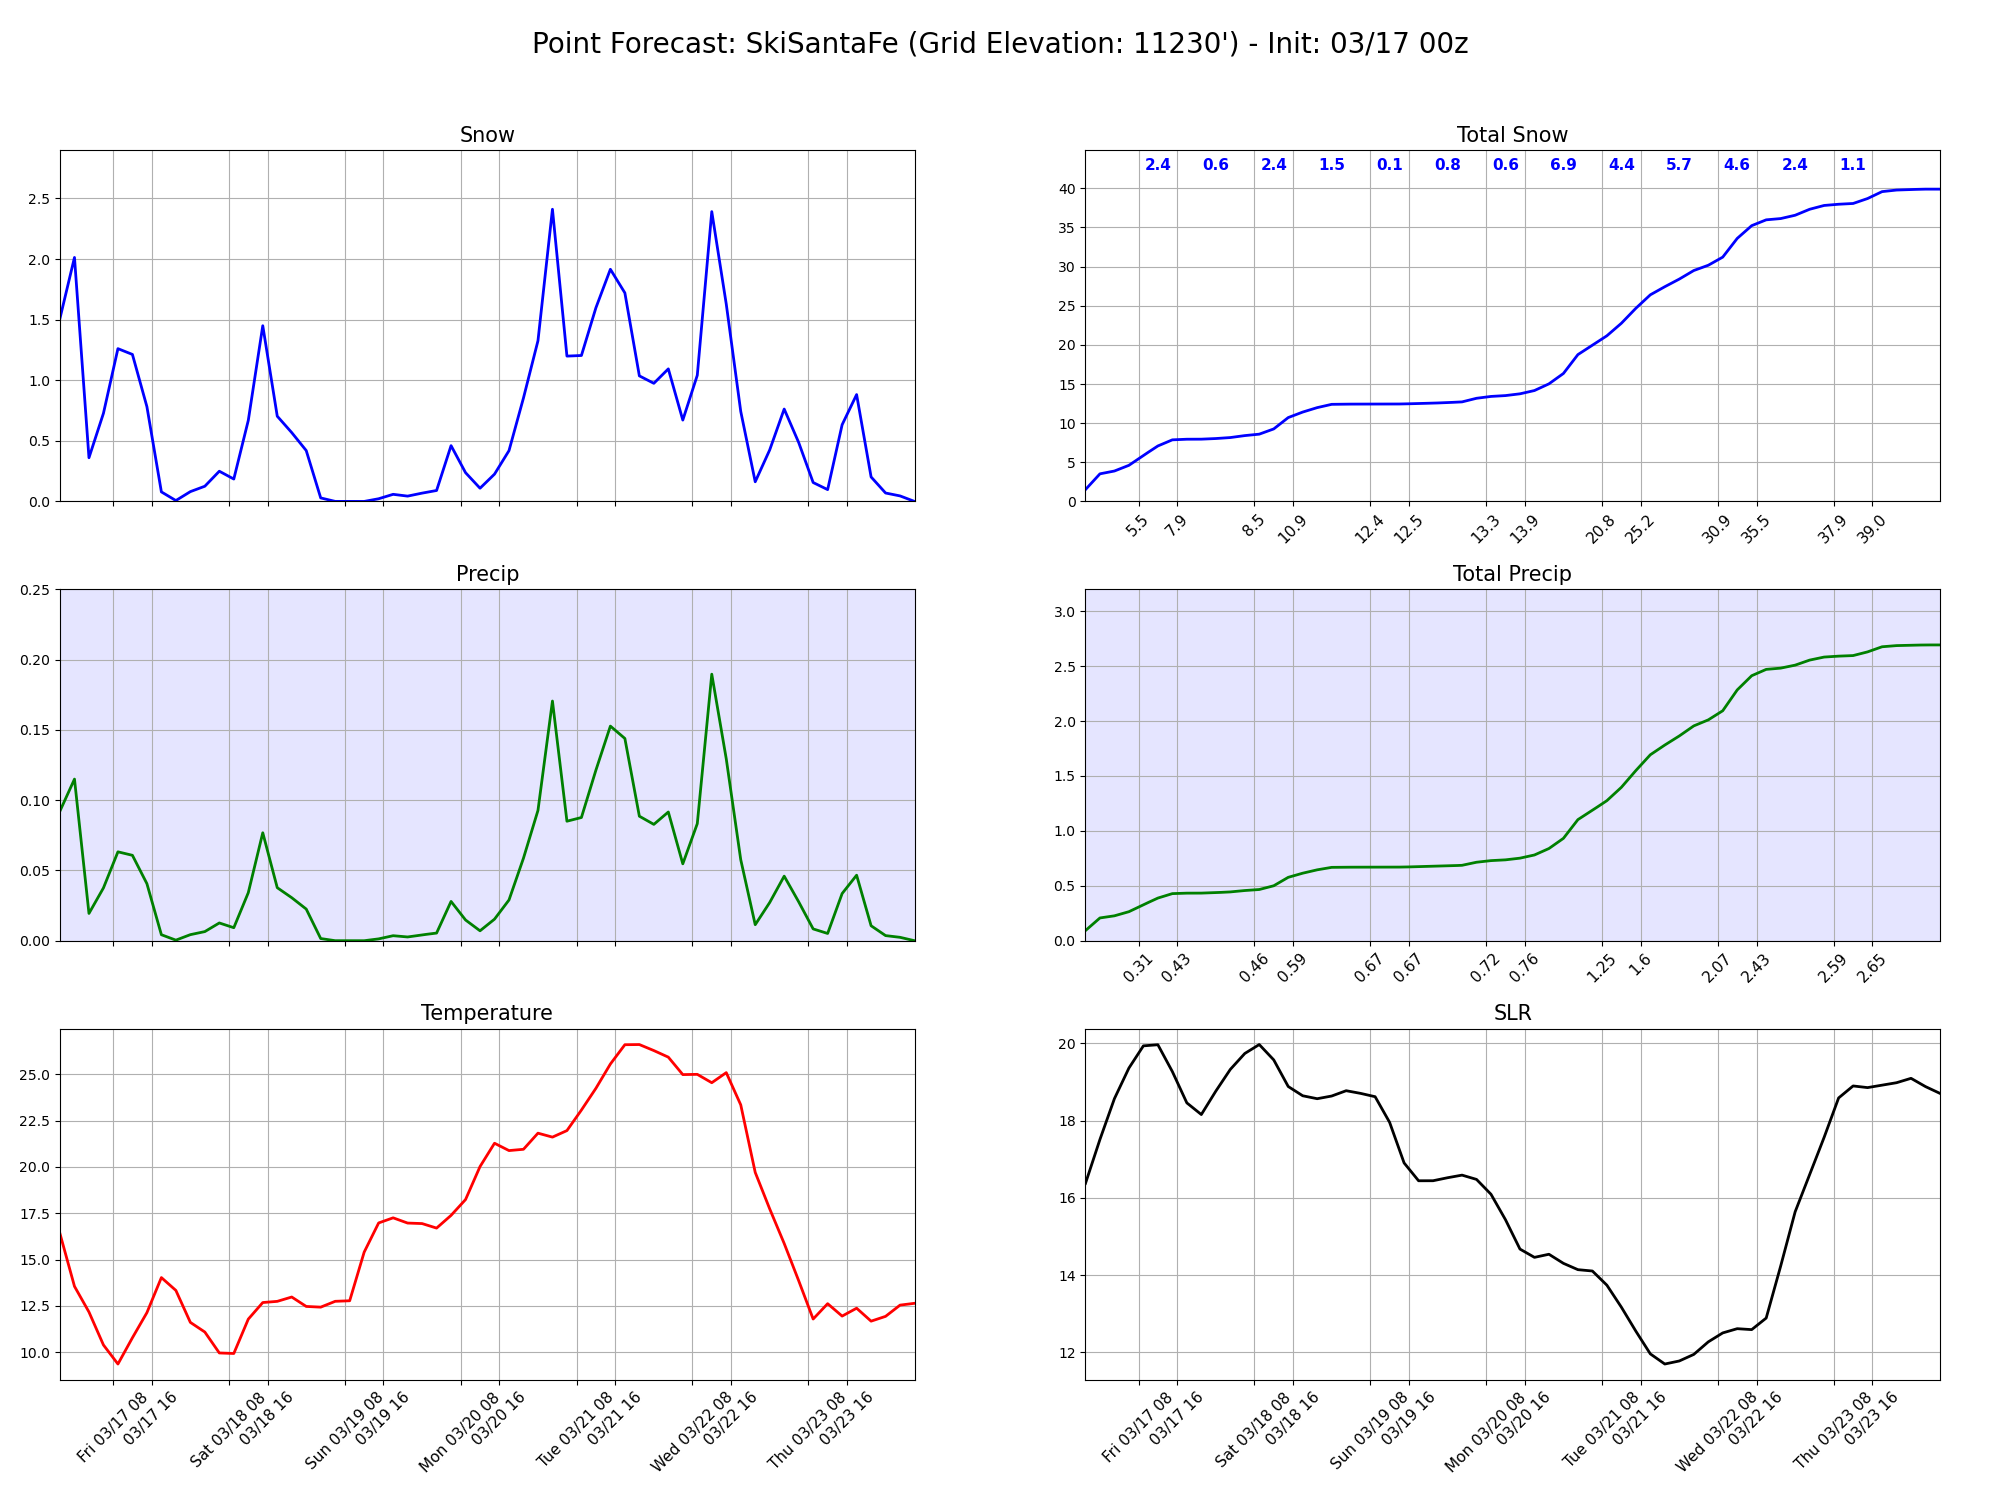 Point Forecast: SkiSantaFe (Grid Elevation: 11230') - Init: 03/17 00z
Snow
2.5
2.0
1.5
1.0
0.5
0.0
Total Snow
2.4 0.6 2.4 1.5 0.1 0.8 0.6 6.9 4.4 5.7 4.6 2.4 1.1
40
35
30
25
20
15
10
5
0
5.5 7.9 8.5 10.9 12.4 12.5 13.3 13.9 20.8 25.2 30.9 35.5 37.9 39.0
Precip
0.25
0.20
0.15
0.10
0.05
0.00
Total Precip
3.0
2.5
2.0
1.5
1.0
0.5
0.0
0.31 0.43 0.46 0.59 0.67 0.67 0.72 0.76 1.25 1.6 2.07 2.43 2.59 2.65
Temperature
25.0
22.5
20.0
17.5
15.0
12.5
10.0
Fri 03/17 08
03/17 16
Sat 03/18 08
03/18 16
Sun 03/19 08
03/19 16
Mon 03/20 08
03/20 16
Tue 03/21 08
03/21 16
Wed 03/22 08
03/22 16
Thu 03/23 08
03/23 16
SLR
20
18
16
14
12
Fri 03/17 08
03/17 16
Sat 03/18 08
03/18 16
Sun 03/19 08
03/19 16
Mon 03/20 08
03/20 16
Tue 03/21 08
03/21 16
Wed 03/22 08
03/22 16
Thu 03/23 08
03/23 16